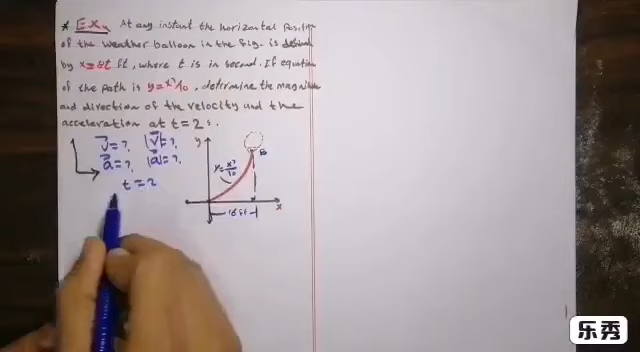 * Ex, At any instant the horizontal position
of the weather balloon in the fig. is defined
by x=8t ft, where t is in second. If equation
of the path is y=x²/10, determine the magnitude
and direction of the velocity and the
acceleration at t=2 s.
V=?, |V|=?,
a=?, |a|=?,
t=2
y
B
y=x²/10
x
16 ft
乐秀